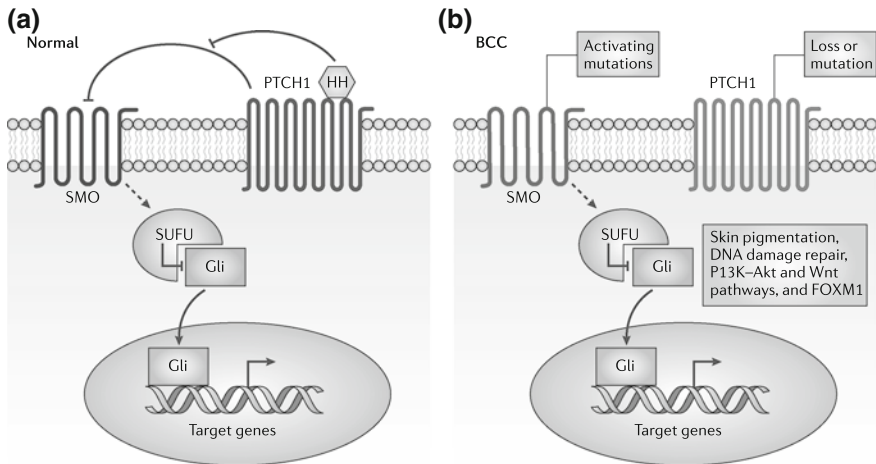 (a)
Normal
PTCH1
HH
SMO
SUFU
Gli
Gli
Target genes
(b)
BCC
Activating
mutations
PTCH1
Loss or
mutation
SMO
SUFU
Gli
Skin pigmentation,
DNA damage repair,
P13K–Akt and Wnt
pathways, and FOXM1
Gli
Target genes